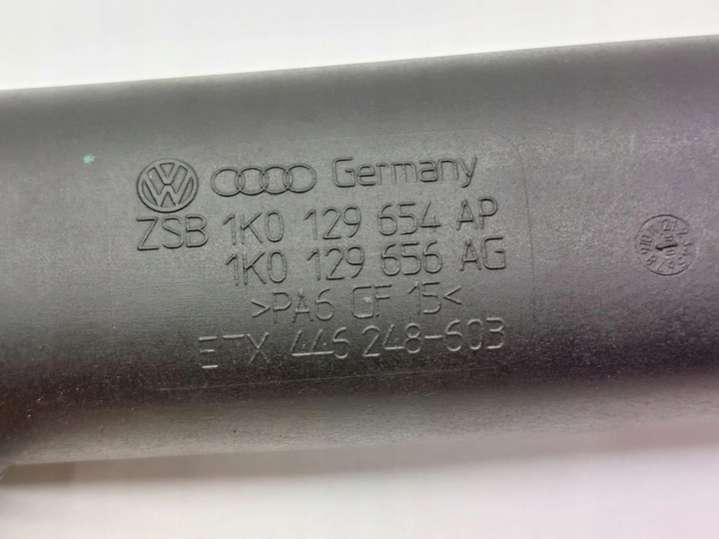 Germany
ZSB 1K0 129 654 AP
1K0 129 656 AG
>PA6 GF 15<
ETX 446 248-603